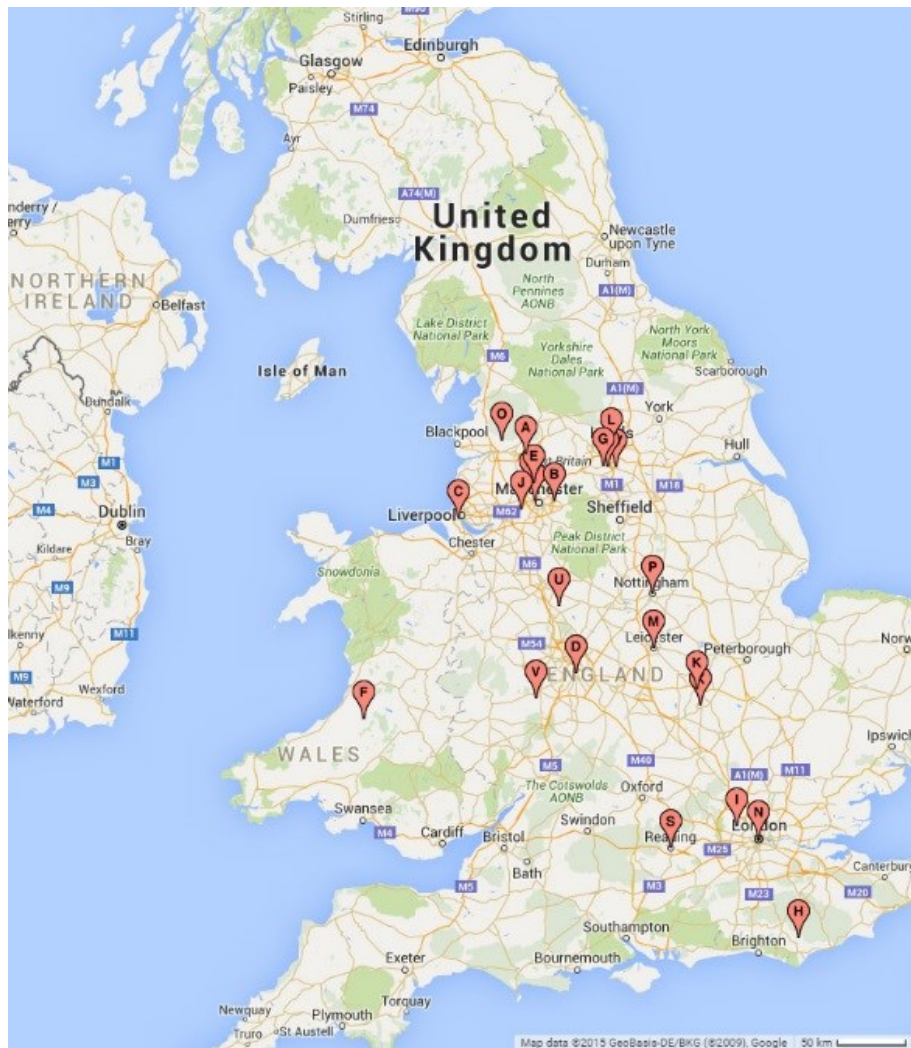 Stirling
Edinburgh
Glasgow
Paisley
M74
Ayr
A74(M)
Dumfries
United
Kingdom
Newcastle
upon Tyne
Durham
A1(M)
nderry /
erry
NORTHERN
IRELAND
Belfast
North
Pennines
AONB
Lake District
National Park
North York
Moors
National Park
Scarborough
M6
Yorkshire
Dales
National Park
Isle of Man
A1(M)
Dundalk
York
O
A
L
Blackpool
G
Hull
E
t Britain
M1
B
M1
M18
J
M3
C
M62
Sheffield
M4
Liverpool
Dublin
Peak District
National Park
Kildare
Bray
Chester
Snowdonia
M6
P
M9
U
Nottingham
M
M11
M54
Leicester
lkenny
D
Peterborough
Norw
K
M9
V
ENGLAND
Waterford
Wexford
F
Ipswich
WALES
M5
M40
A1(M)
M11
The Cotswolds
AONB
Oxford
I
Swansea
Swindon
S
N
London
M4
Cardiff
Bristol
Reading
M25
Bath
Canterbury
M5
M3
M23
M20
H
Southampton
Brighton
Exeter
Bournemouth
Torquay
Newquay
Plymouth
Truro
St Austell
Map data ©2015 GeoBasis-DE/BKG (©2009), Google
50 km